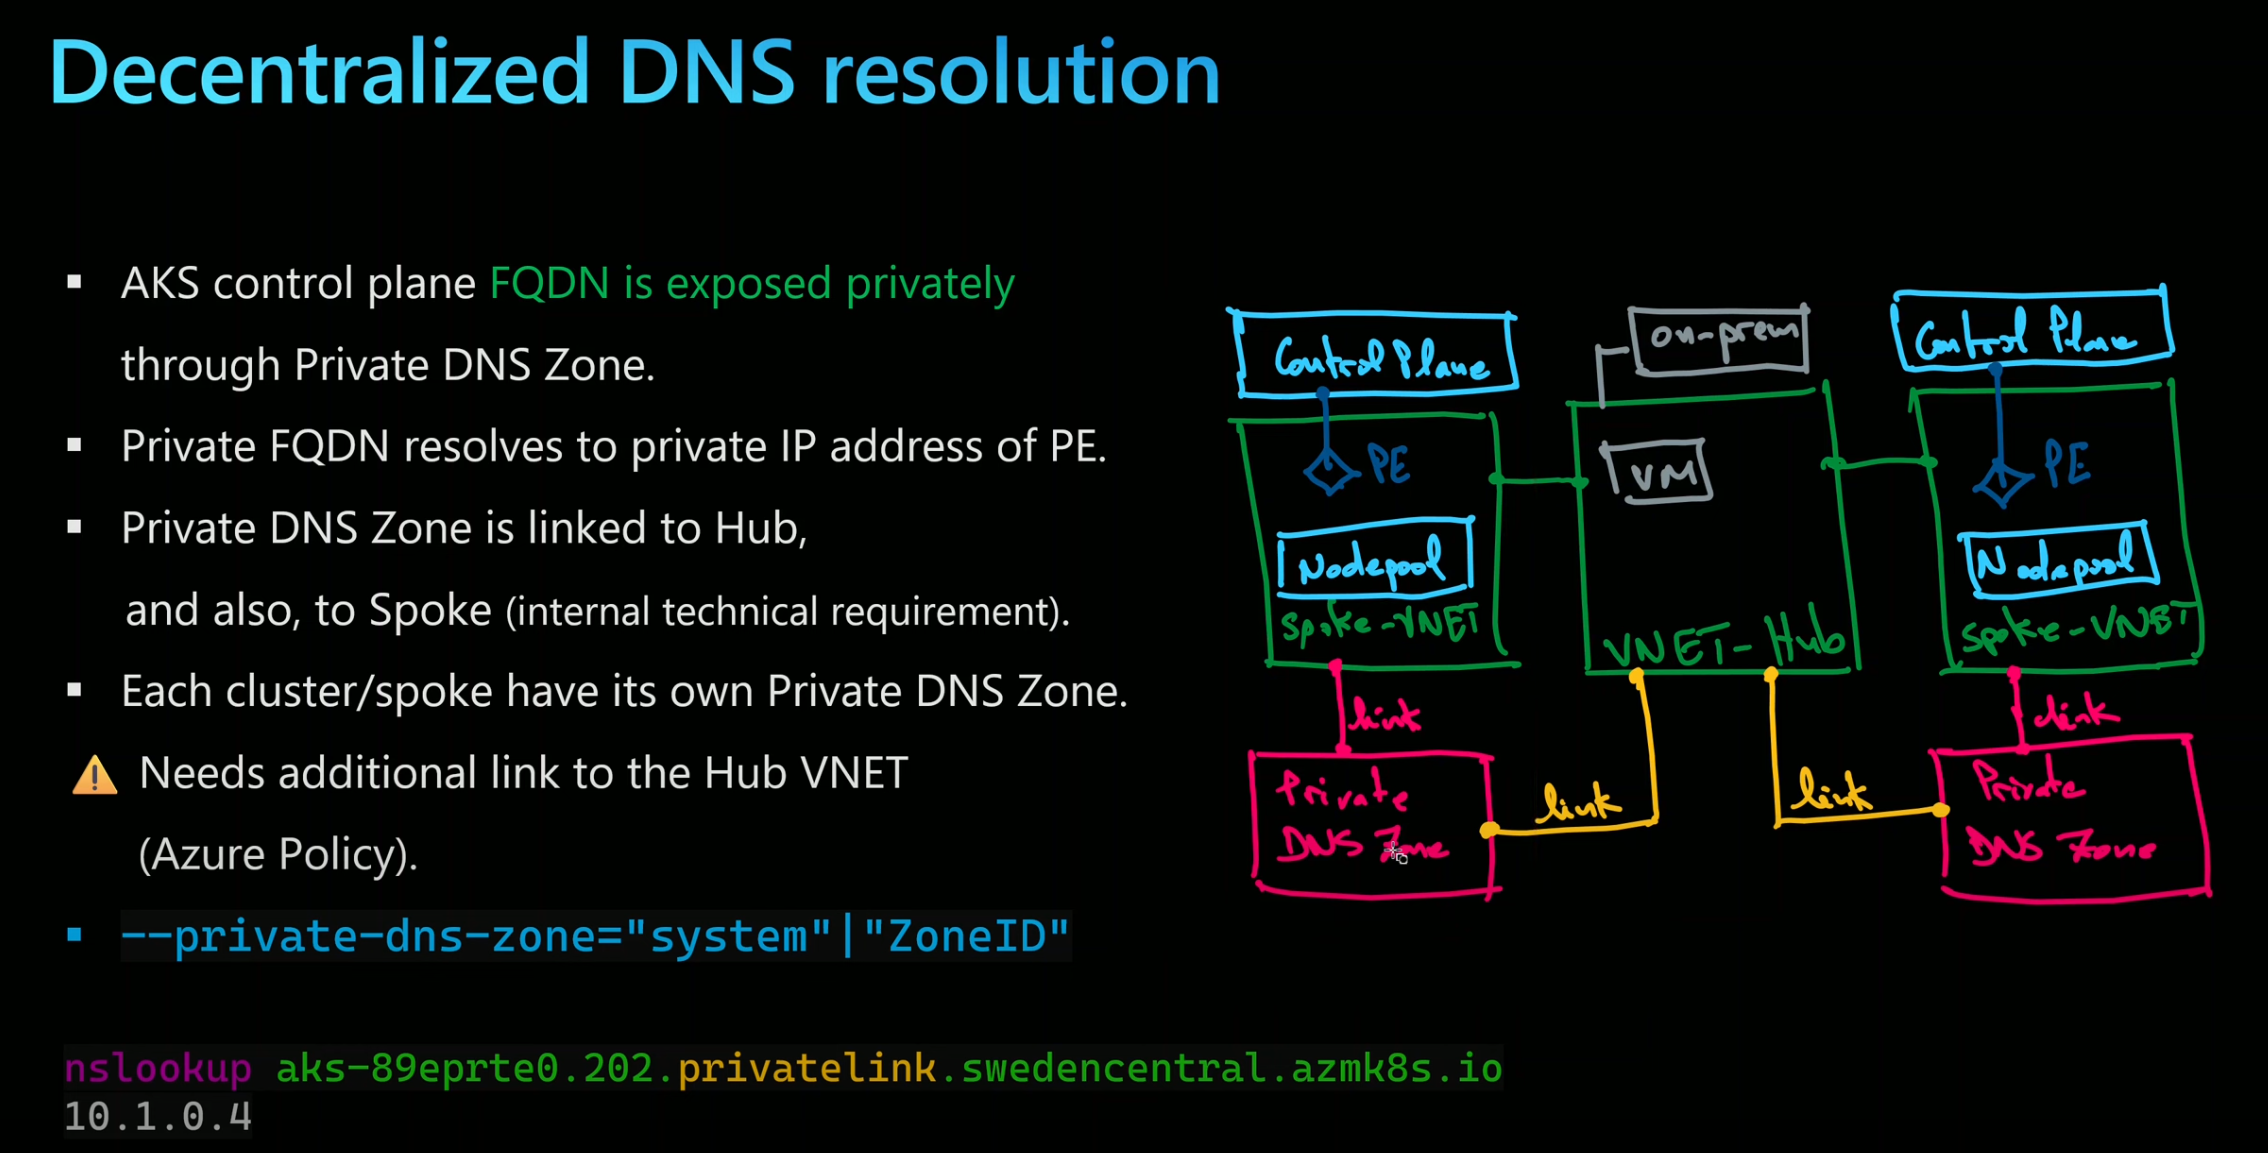 Decentralized DNS resolution
▪ AKS control plane FQDN is exposed privately
through Private DNS Zone.
▪ Private FQDN resolves to private IP address of PE.
▪ Private DNS Zone is linked to Hub,
and also, to Spoke (internal technical requirement).
▪ Each cluster/spoke have its own Private DNS Zone.
⚠ Needs additional link to the Hub VNET
(Azure Policy).
▪ --private-dns-zone="system"|"ZoneID"
nslookup aks-89eprte0.202.privatelink.swedencentral.azmk8s.io
10.1.0.4
Control Plane
PE
Nodepool
Spoke-VNET
link
Private
DNS Zone
link
on-prem
VM
VNET-Hub
link
Control Plane
PE
Nodepool
Spoke-VNET
link
Private
DNS Zone